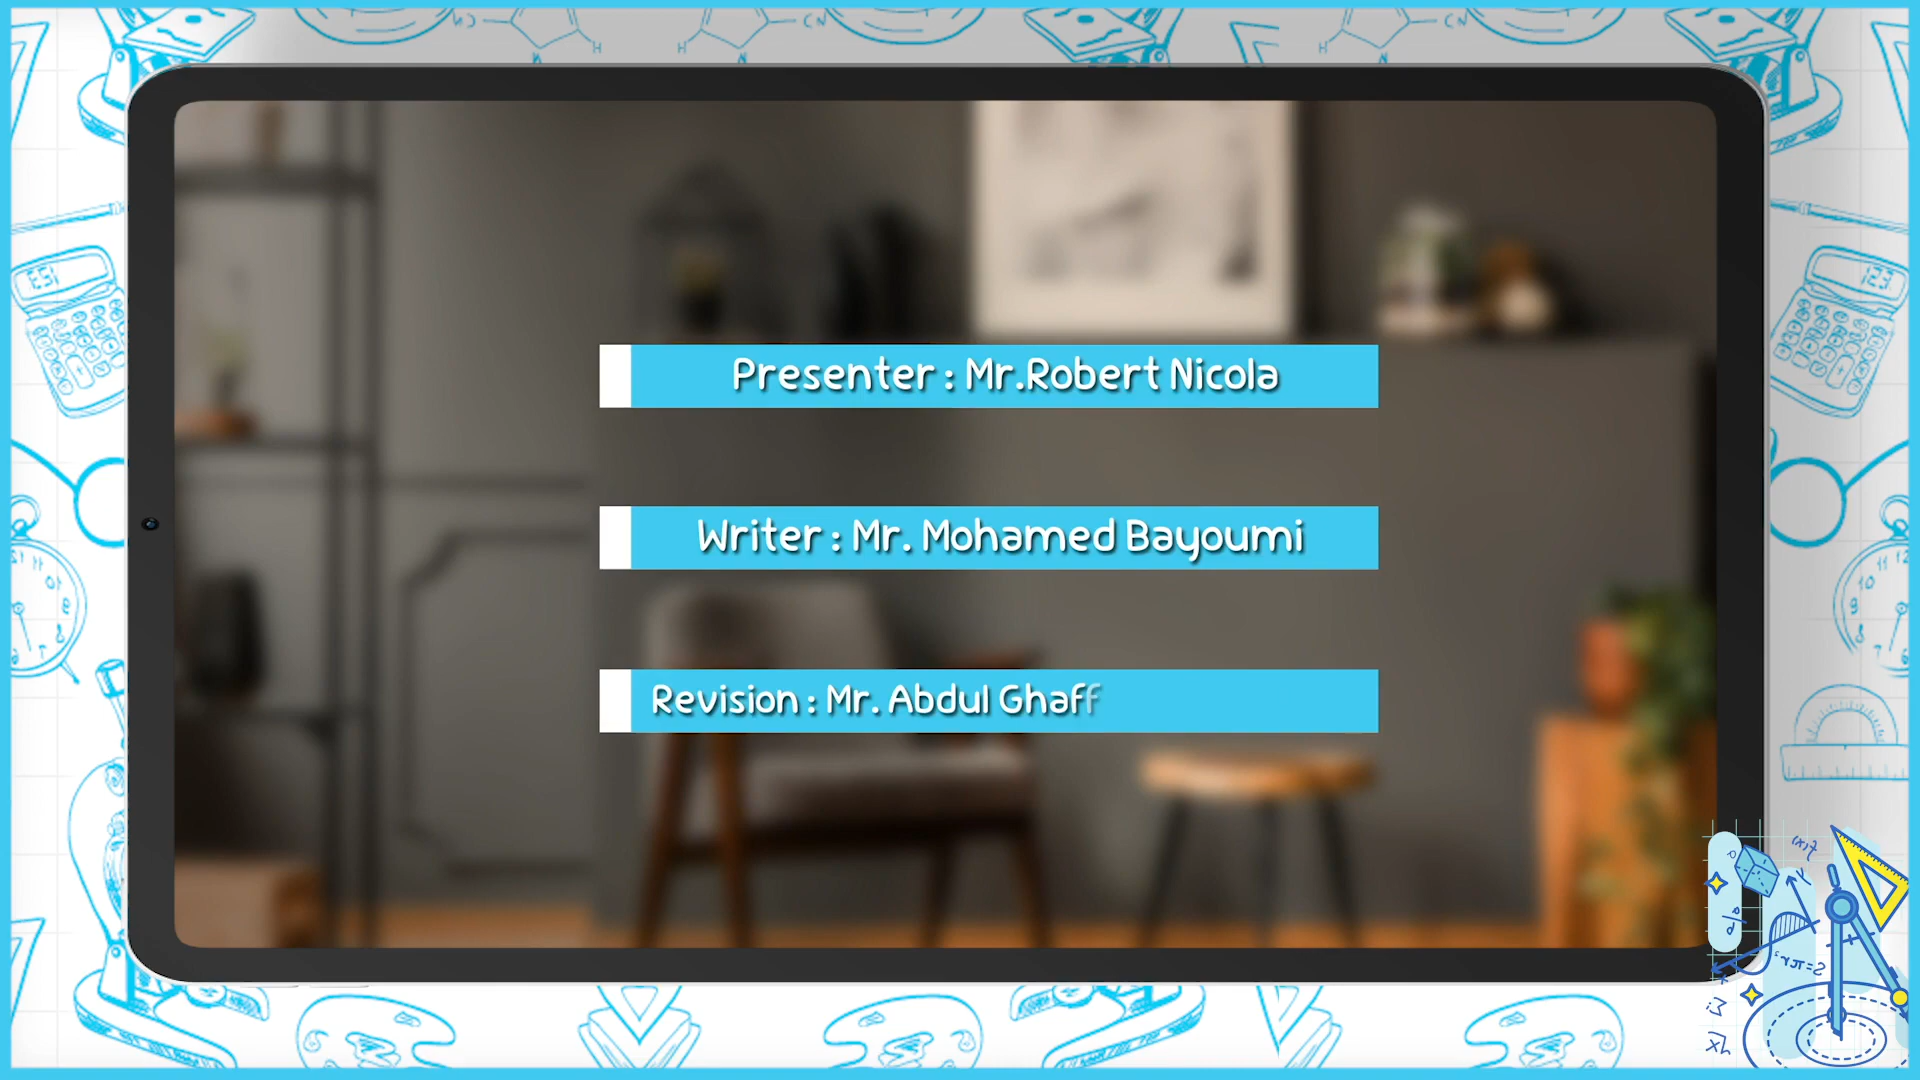 Presenter : Mr.Robert Nicola
Writer : Mr. Mohamed Bayoumi
Revision : Mr. Abdul Ghaff